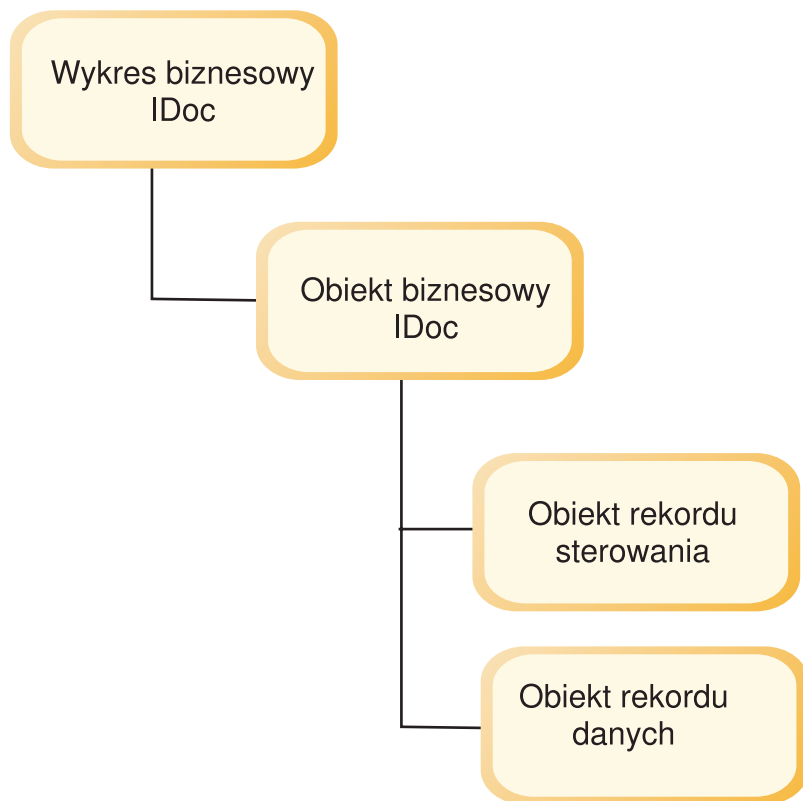 Wykres biznesowy
IDoc
Obiekt biznesowy
IDoc
Obiekt rekordu
sterowania
Obiekt rekordu
danych